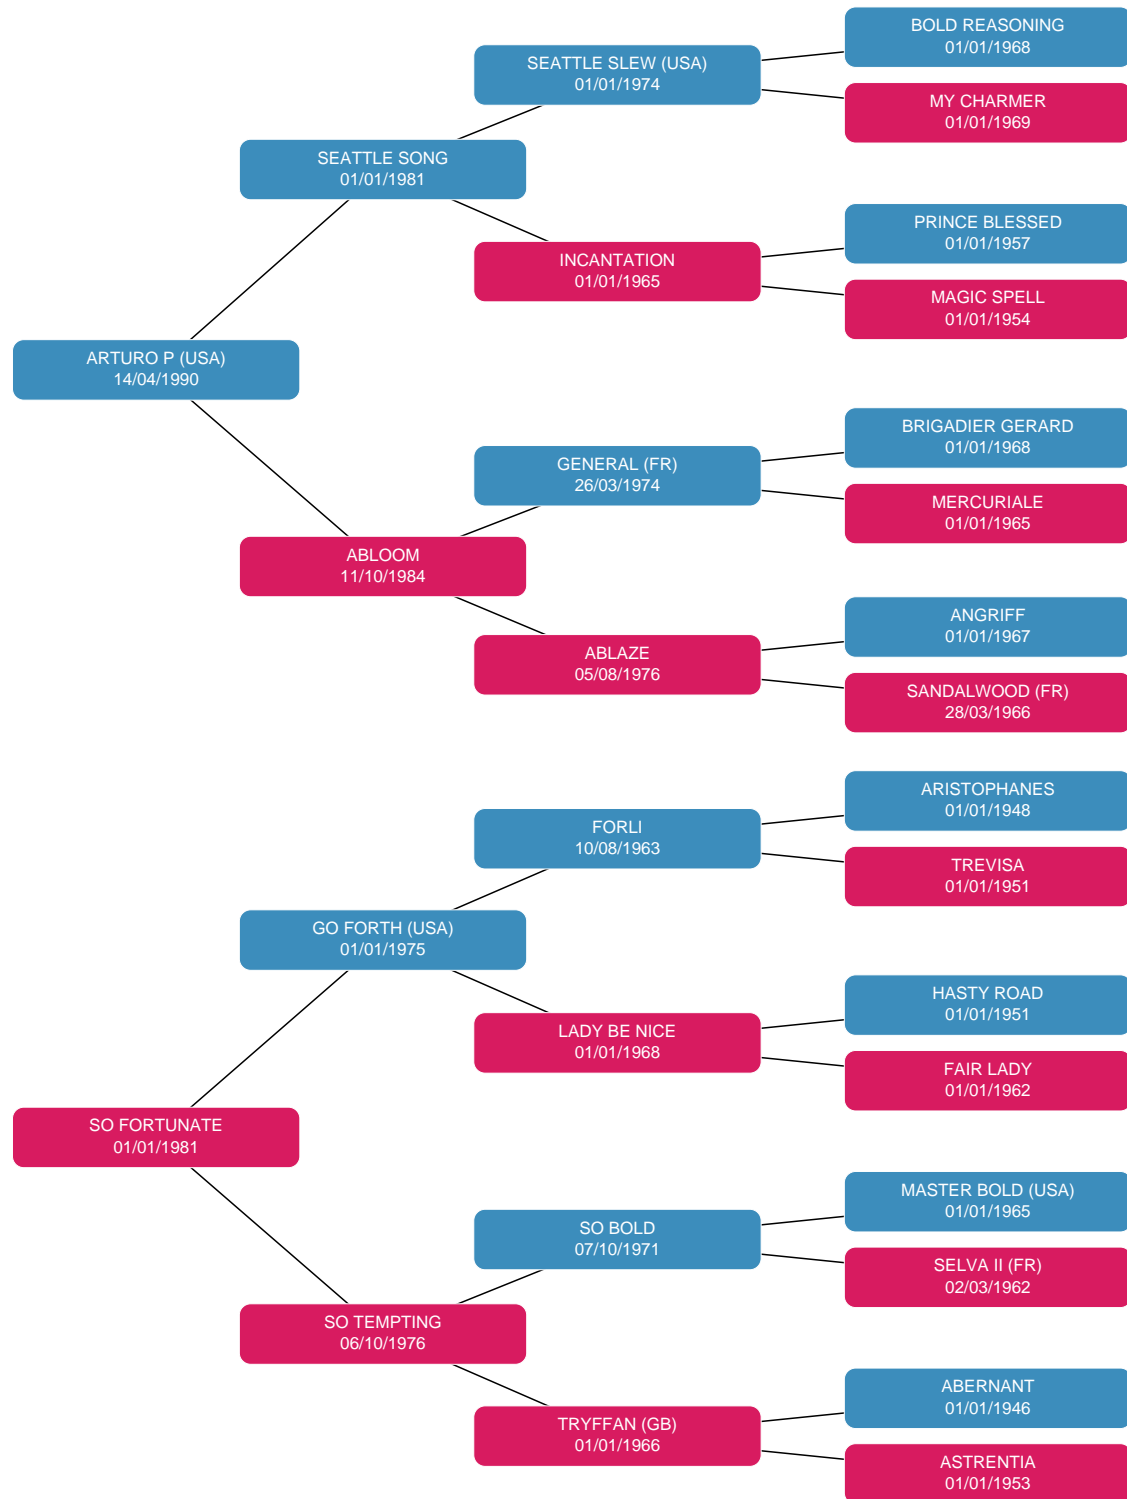 BOLD REASONING
01/01/1968
SEATTLE SLEW (USA)
01/01/1974
MY CHARMER
01/01/1969
SEATTLE SONG
01/01/1981
PRINCE BLESSED
01/01/1957
INCANTATION
01/01/1965
MAGIC SPELL
01/01/1954
ARTURO P (USA)
14/04/1990
BRIGADIER GERARD
01/01/1968
GENERAL (FR)
26/03/1974
MERCURIALE
01/01/1965
ABLOOM
11/10/1984
ANGRIFF
01/01/1967
ABLAZE
05/08/1976
SANDALWOOD (FR)
28/03/1966
ARISTOPHANES
01/01/1948
FORLI
10/08/1963
TREVISA
01/01/1951
GO FORTH (USA)
01/01/1975
HASTY ROAD
01/01/1951
LADY BE NICE
01/01/1968
FAIR LADY
01/01/1962
SO FORTUNATE
01/01/1981
MASTER BOLD (USA)
01/01/1965
SO BOLD
07/10/1971
SELVA II (FR)
02/03/1962
SO TEMPTING
06/10/1976
ABERNANT
01/01/1946
TRYFFAN (GB)
01/01/1966
ASTRENTIA
01/01/1953